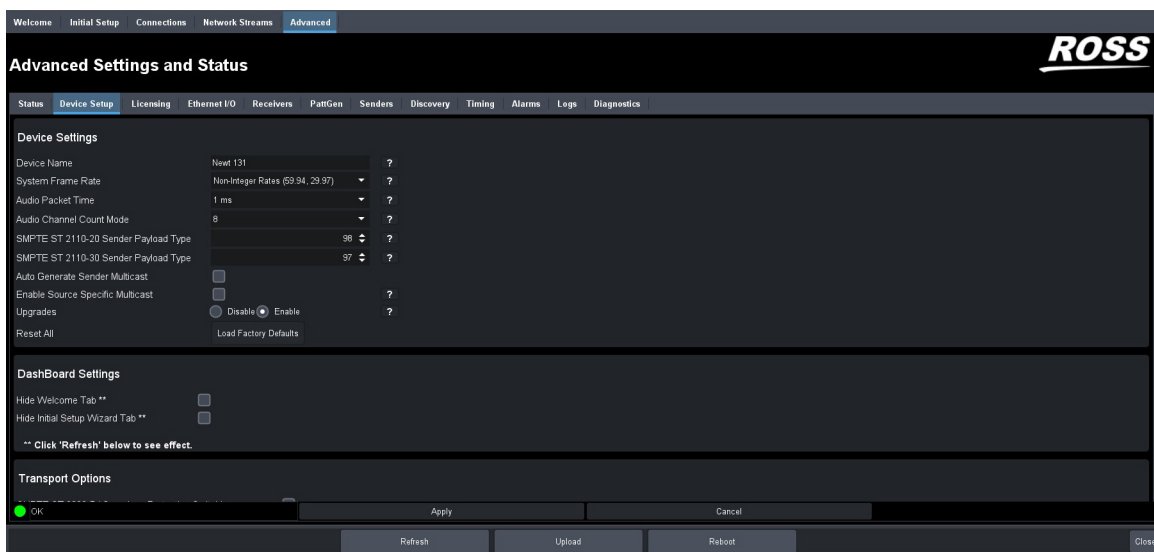 Welcome Initial Setup Connections Network Streams Advanced
Advanced Settings and Status
ROSS
Status Device Setup Licensing Ethernet I/O Receivers PattGen Senders Discovery Timing Alarms Logs Diagnostics
Device Settings
Device Name Newt 131 ?
System Frame Rate Non-Integer Rates (59.94, 29.97) ?
Audio Packet Time 1 ms ?
Audio Channel Count Mode 8 ?
SMPTE ST 2110-20 Sender Payload Type 98 ?
SMPTE ST 2110-30 Sender Payload Type 97 ?
Auto Generate Sender Multicast
Enable Source Specific Multicast ?
Upgrades Disable Enable ?
Reset All Load Factory Defaults
DashBoard Settings
Hide Welcome Tab **
Hide Initial Setup Wizard Tab **
** Click 'Refresh' below to see effect.
Transport Options
OK Apply Cancel
Refresh Upload Reboot Close